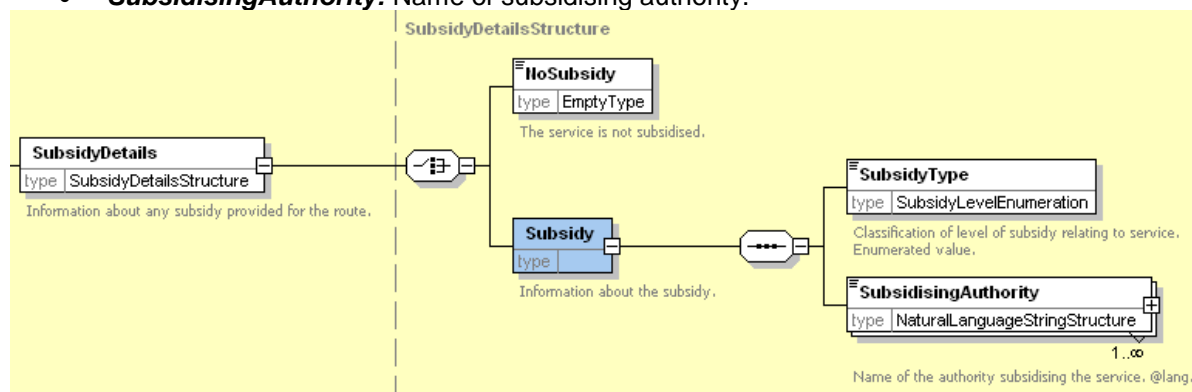 SubsidisingAuthority: Name of subsidising authority.
SubsidyDetailsStructure
NoSubsidy
type EmptyType
The service is not subsidised.
SubsidyDetails
type SubsidyDetailsStructure
Information about any subsidy provided for the route.
SubsidyType
type SubsidyLevelEnumeration
Classification of level of subsidy relating to service.
Enumerated value.
Subsidy
type
Information about the subsidy.
SubsidisingAuthority
type NaturalLanguageStringStructure
1..∞
Name of the authority subsidising the service. @lang.